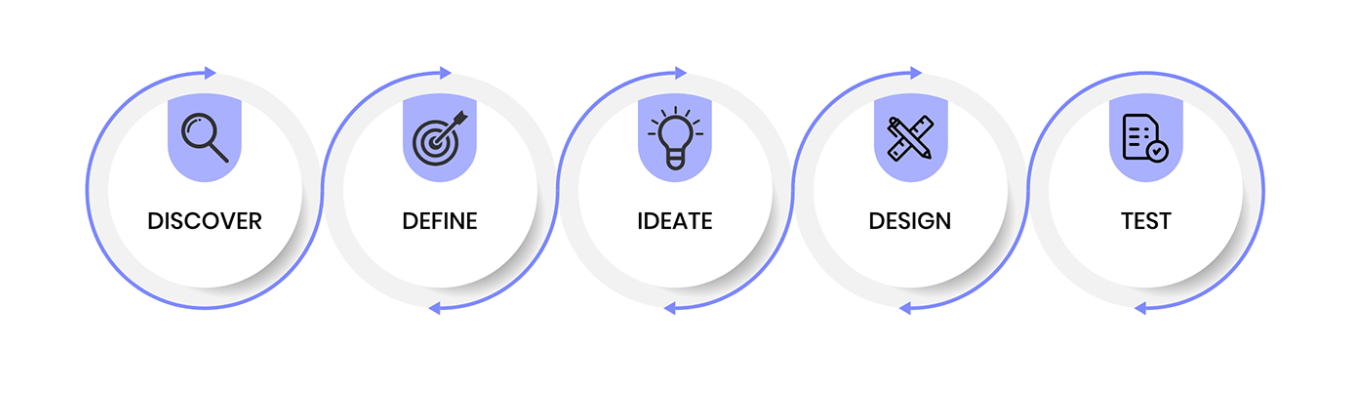 DISCOVER
DEFINE
IDEATE
DESIGN
TEST